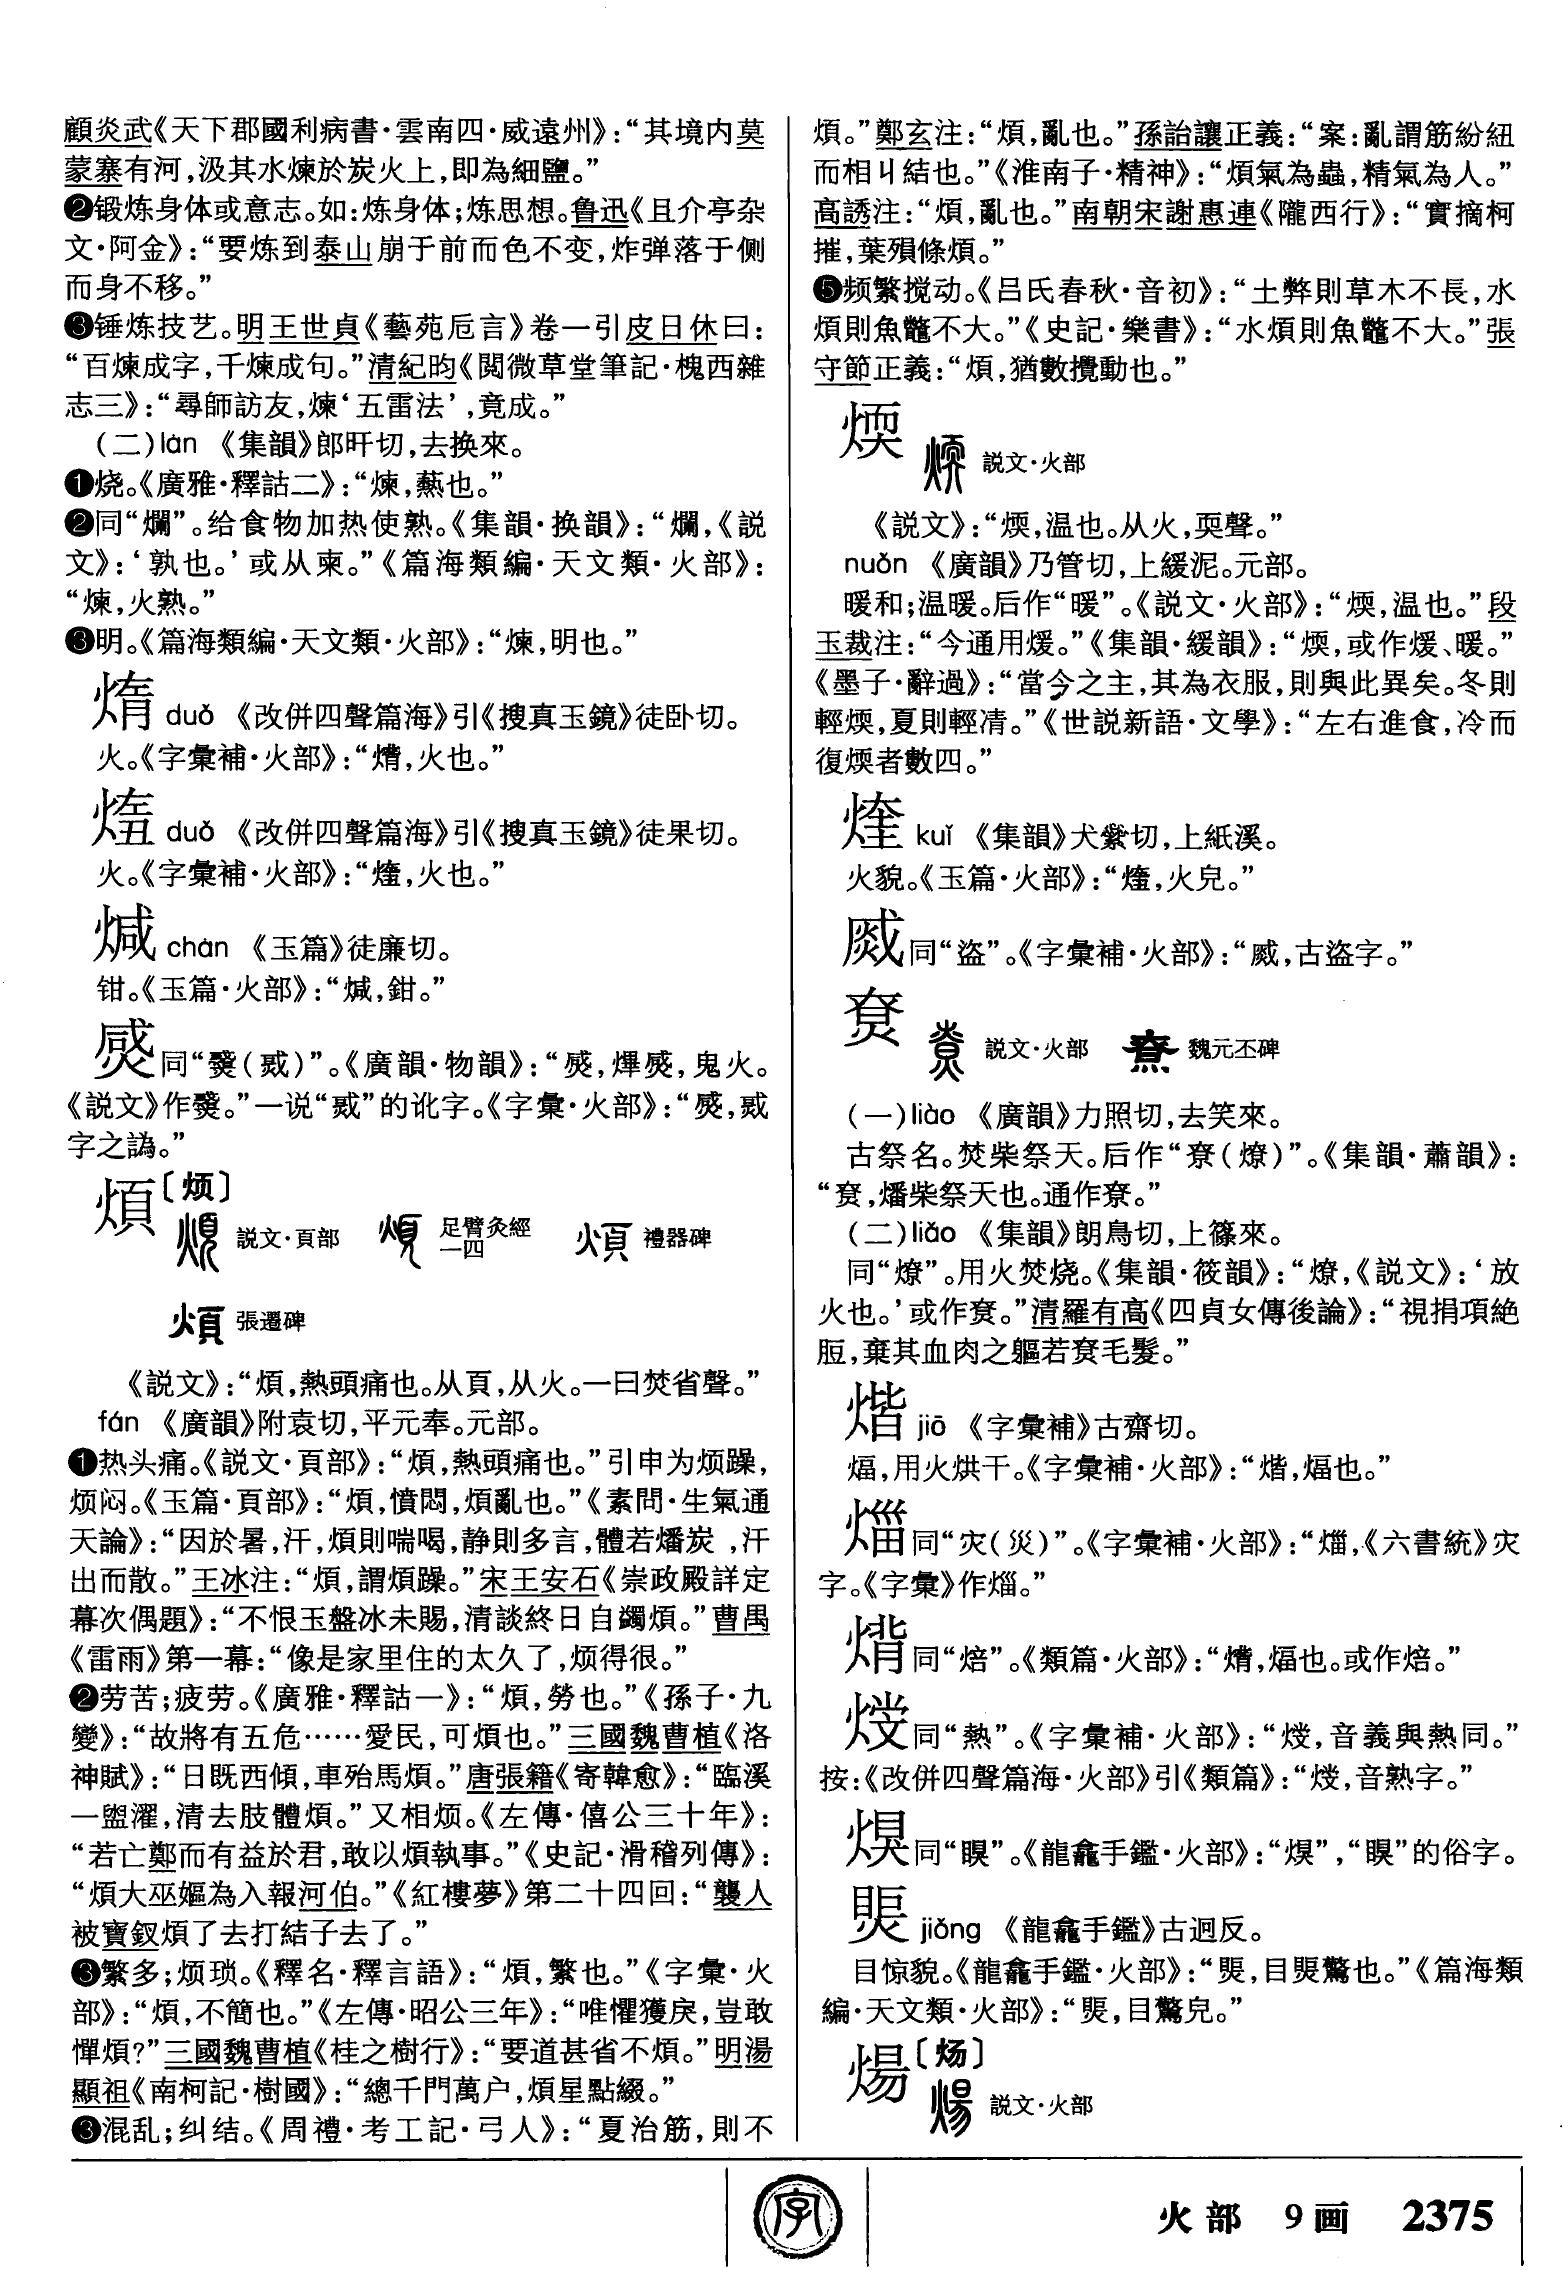 顧炎武《天下郡國利病書·雲南四·威遠州》：“其境内莫
蒙寨有河，汲其水煉於炭火上，即為細鹽。”
❷锻炼身体或意志。如：炼身体；炼思想。魯迅《且介亭杂
文·阿金》：“要炼到泰山崩于前而色不变，炸弹落于侧
而身不移。”
❸锤炼技艺。明王世貞《藝苑卮言》卷一引皮日休曰：
“百煉成字，千煉成句。”清紀昀《閲微草堂筆記·槐西雜
志三》：“尋師訪友，煉‘五雷法’，竟成。”
（二）làn 《集韻》郎旰切，去换來。
❶烧。《廣雅·釋詁二》：“煉，爇也。”
❷同“爛”。给食物加热使熟。《集韻·换韻》：“爛，《説
文》：‘孰也。’或从柬。”《篇海類編·天文類·火部》：
“煉，火熟。”
❸明。《篇海類編·天文類·火部》：“煉，明也。”
duǒ 《改併四聲篇海》引《搜真玉鏡》徒卧切。
火。《字彙補·火部》：“，火也。”
duǒ 《改併四聲篇海》引《搜真玉鏡》徒果切。
火。《字彙補·火部》：“，火也。”
煘 chán 《玉篇》徒廉切。
钳。《玉篇·火部》：“，鉗。”
同“（烕）”。《廣韻·物韻》：“，㷸，鬼火。
《説文》作。”一说“烕”的讹字。《字彙·火部》：“，烕
字之譌。”
煩〔烦〕
説文·頁部 足臂灸經一四 禮器碑
張遷碑
《説文》：“煩，熱頭痛也。从頁，从火。一曰焚省聲。”
fán 《廣韻》附袁切，平元奉。元部。
❶热头痛。《説文·頁部》：“煩，熱頭痛也。”引申为烦躁，
烦闷。《玉篇·頁部》：“煩，憤悶，煩亂也。”《素問·生氣通
天論》：“因於暑，汗，煩則喘喝，静則多言，體若燔炭，汗
出而散。”王冰注：“煩，謂煩躁。”宋王安石《崇政殿詳定
幕次偶題》：“不恨玉盤冰未賜，清談終日自蠲煩。”曹禺
《雷雨》第一幕：“像是家里住的太久了，烦得很。”
❷劳苦；疲劳。《廣雅·釋詁一》：“煩，勞也。”《孫子·九
變》：“故將有五危……愛民，可煩也。”三國魏曹植《洛
神賦》：“日既西傾，車殆馬煩。”唐張籍《寄韓愈》：“臨溪
一盥濯，清去肢體煩。”又相烦。《左傳·僖公三十年》：
“若亡鄭而有益於君，敢以煩執事。”《史記·滑稽列傳》：
“煩大巫嫗為入報河伯。”《紅樓夢》第二十四回：“襲人
被寶釵煩了去打結子去了。”
❸繁多；烦琐。《釋名·釋言語》：“煩，繁也。”《字彙·火
部》：“煩，不簡也。”《左傳·昭公三年》：“唯懼獲戾，豈敢
憚煩？”三國魏曹植《桂之樹行》：“要道甚省不煩。”明湯
顯祖《南柯記·樹國》：“總千門萬户，煩星點綴。”
❸混乱；纠结。《周禮·考工記·弓人》：“夏治筋，則不
煩。”鄭玄注：“煩，亂也。”孫詒讓正義：“案：亂謂筋紛紐
而相丩結也。”《淮南子·精神》：“煩氣為蟲，精氣為人。”
高誘注：“煩，亂也。”南朝宋謝惠連《隴西行》：“實摘柯
摧，葉殞條煩。”
❺频繁搅动。《吕氏春秋·音初》：“土弊則草木不長，水
煩則魚鼈不大。”《史記·樂書》：“水煩則魚鼈不大。”張
守節正義：“煩，猶數攪動也。”
煗 説文·火部
《説文》：“煗，温也。从火，耎聲。”
nuǒn 《廣韻》乃管切，上緩泥。元部。
暖和；温暖。后作“暖”。《説文·火部》：“煗，温也。”段
玉裁注：“今通用煖。”《集韻·緩韻》：“煗，或作煖、暖。”
《墨子·辭過》：“當今之主，其為衣服，則與此異矣。冬則
輕煗，夏則輕凊。”《世説新語·文學》：“左右進食，冷而
復煗者數四。”
煃 kuǐ 《集韻》犬紫切，上紙溪。
火貌。《玉篇·火部》：“煃，火皃。”
同“盜”。《字彙補·火部》：“，古盜字。”
尞 説文·火部 魏元丕碑
（一）liào 《廣韻》力照切，去笑來。
古祭名。焚柴祭天。后作“尞（燎）”。《集韻·蕭韻》：
“，燔柴祭天也。通作尞。”
（二）liǎo 《集韻》朗鳥切，上篠來。
同“燎”。用火焚烧。《集韻·筱韻》：“燎，《説文》：‘放
火也。’或作。”清羅有高《四貞女傳後論》：“視捐項絶
脰，棄其血肉之軀若毛髮。”
煯 jiē 《字彙補》古齋切。
煏，用火烘干。《字彙補·火部》：“，煏也。”
同“灾（災）”。《字彙補·火部》：“，《六書統》灾
字。《字彙》作。”
同“焙”。《類篇·火部》：“，煏也。或作焙。”
同“熱”。《字彙補·火部》：“，音義與熱同。”
按：《改併四聲篇海·火部》引《類篇》：“，音熟字。”
同“瞁”。《龍龕手鑑·火部》：“”，“瞁”的俗字。
煚 jiǒng 《龍龕手鑑》古迥反。
目惊貌。《龍龕手鑑·火部》：“，目驚也。”《篇海類
編·天文類·火部》：“，目驚皃。”
煬〔炀〕
説文·火部
字
火部 9画 2375